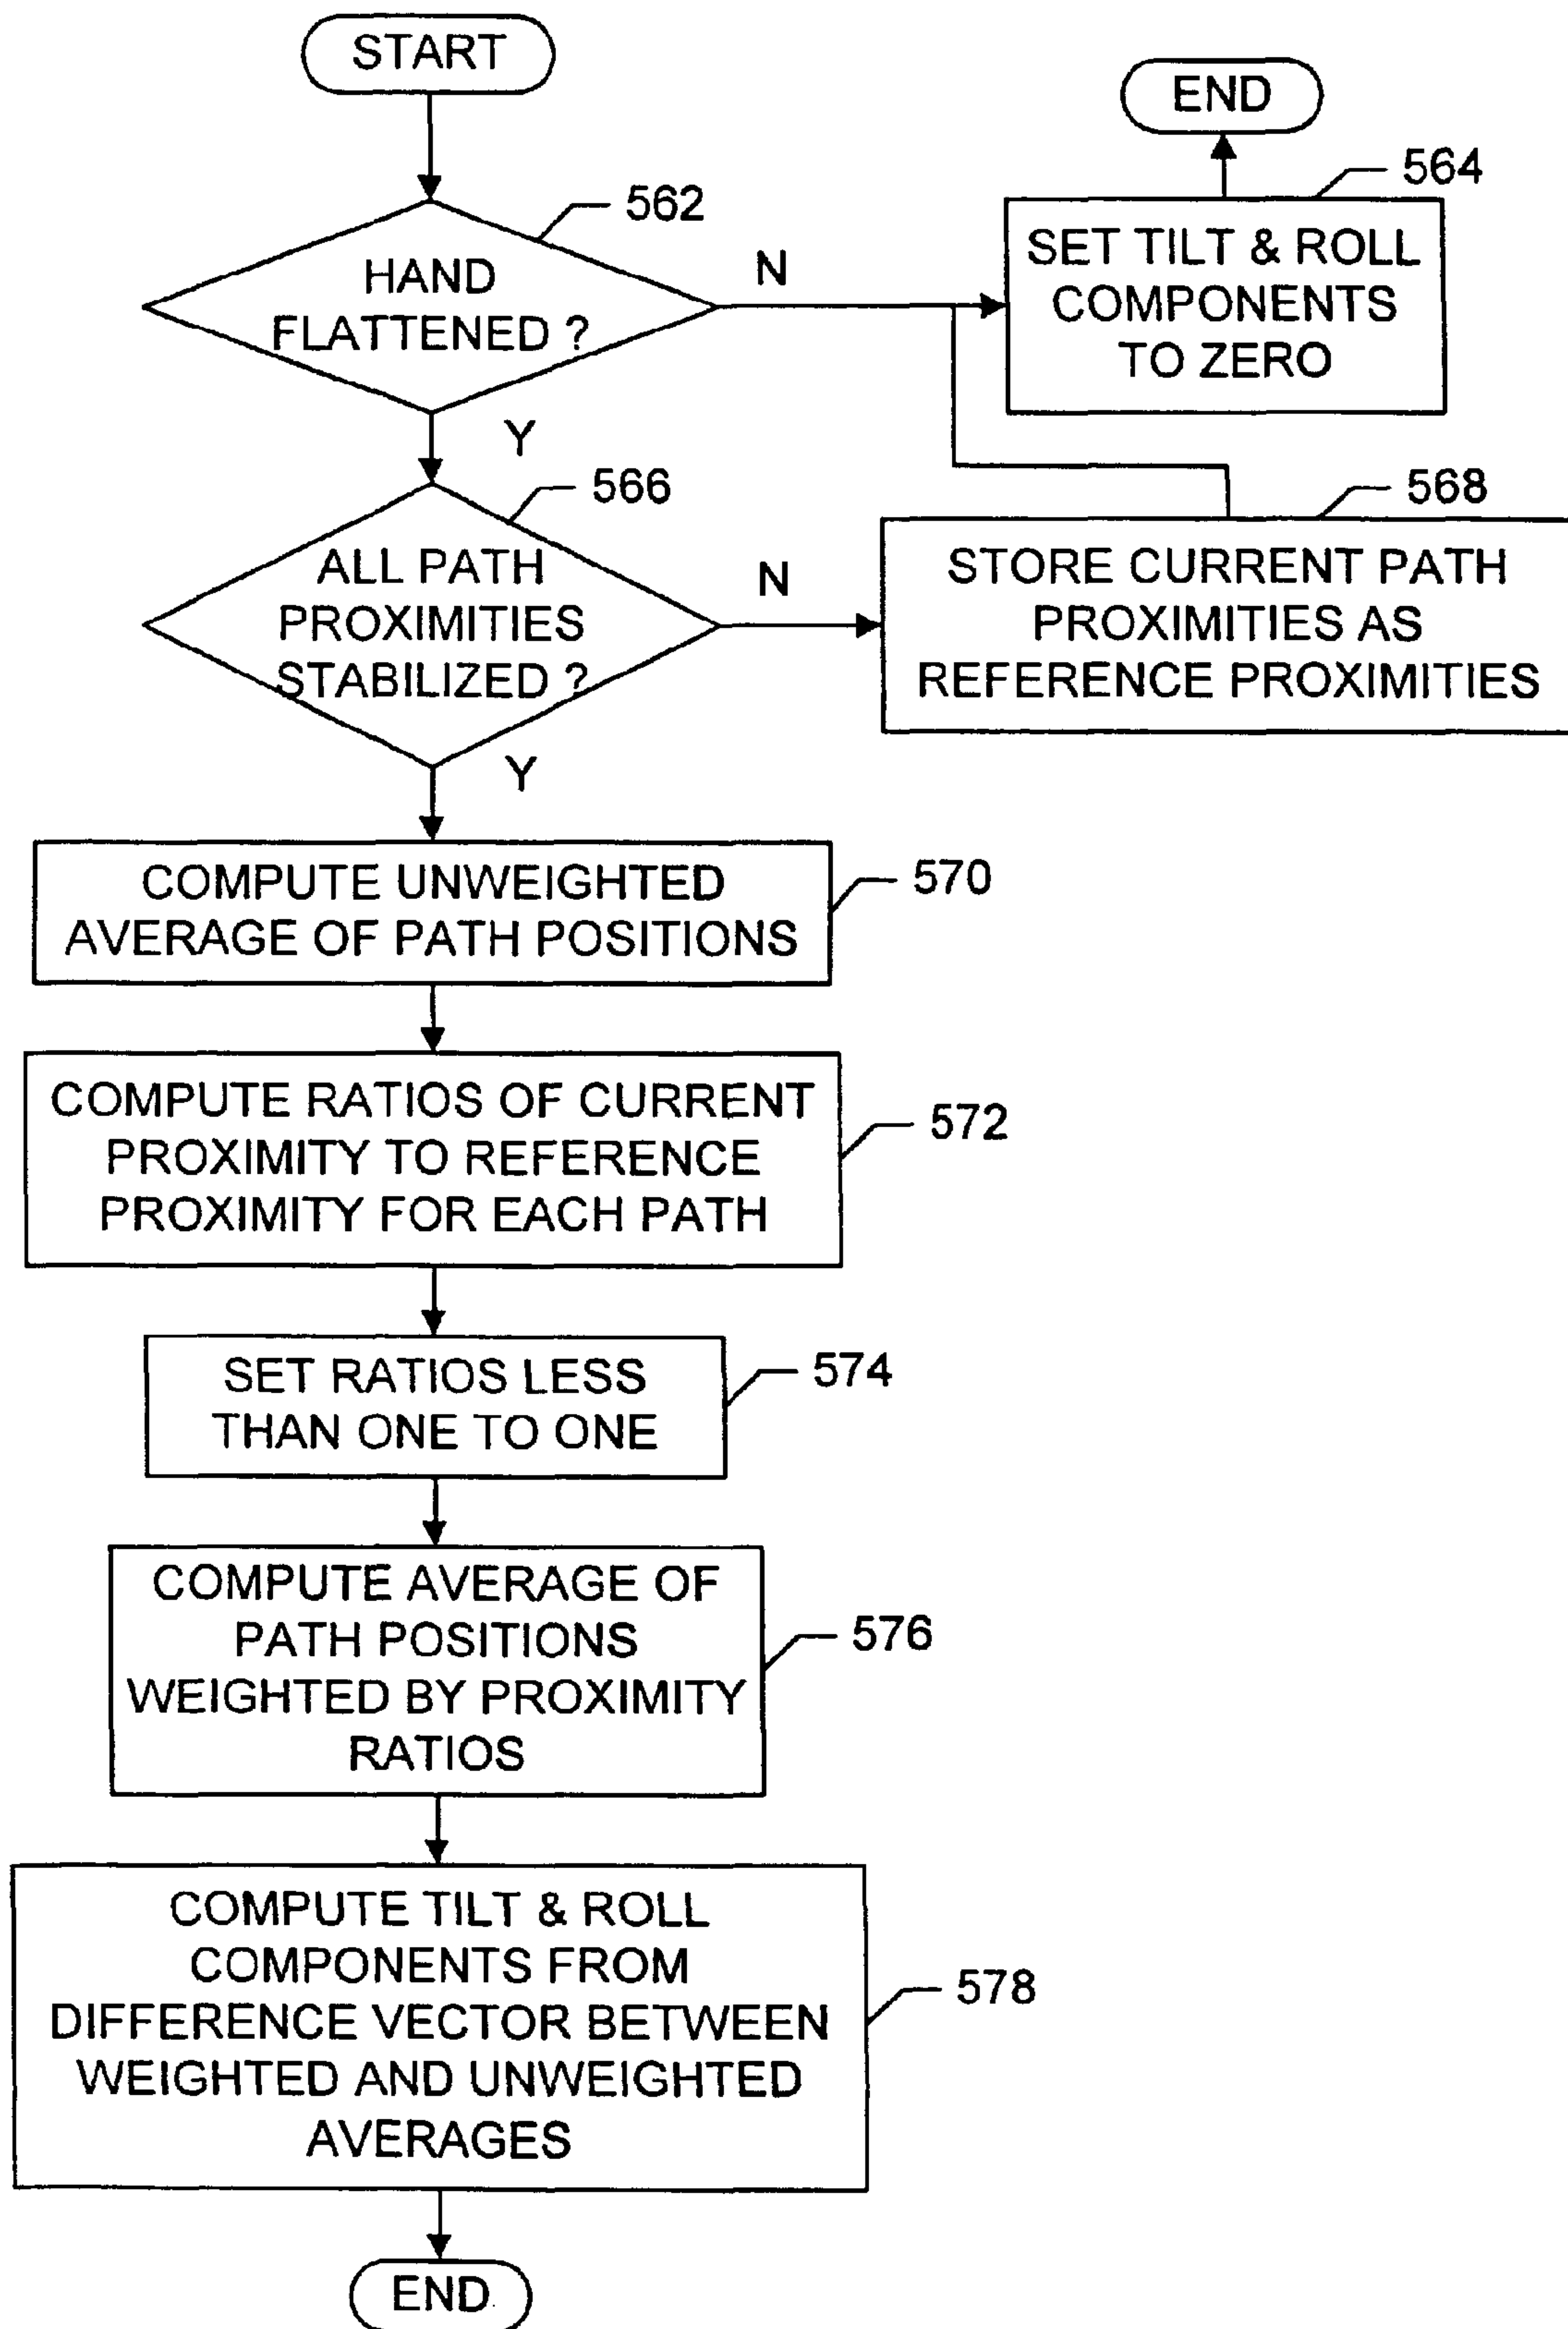 START
END
562
564
HAND
FLATTENED ?
N
SET TILT & ROLL
COMPONENTS
TO ZERO
Y
566
568
ALL PATH
PROXIMITIES
STABILIZED ?
N
STORE CURRENT PATH
PROXIMITIES AS
REFERENCE PROXIMITIES
Y
COMPUTE UNWEIGHTED
AVERAGE OF PATH POSITIONS
570
COMPUTE RATIOS OF CURRENT
PROXIMITY TO REFERENCE
PROXIMITY FOR EACH PATH
572
SET RATIOS LESS
THAN ONE TO ONE
574
COMPUTE AVERAGE OF
PATH POSITIONS
WEIGHTED BY PROXIMITY
RATIOS
576
COMPUTE TILT & ROLL
COMPONENTS FROM
DIFFERENCE VECTOR BETWEEN
WEIGHTED AND UNWEIGHTED
AVERAGES
578
END